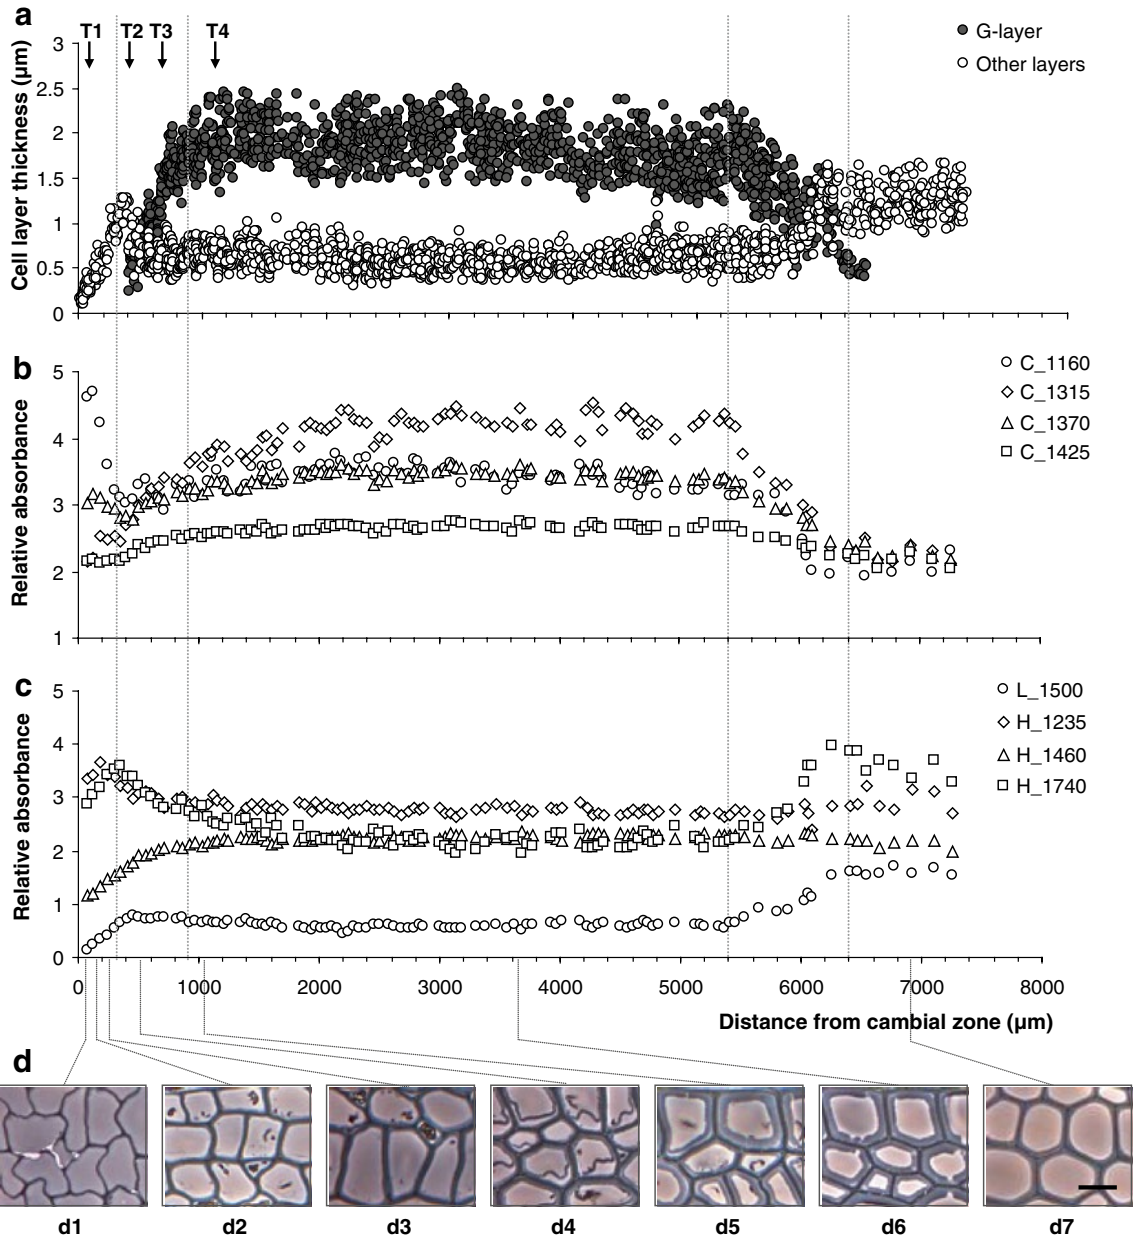 a
T1 T2 T3 T4
G-layer
Other layers
Cell layer thickness (µm)
3
2.5
2
1.5
1
0.5
0
b
C_1160
C_1315
C_1370
C_1425
Relative absorbance
5
4
3
2
1
c
L_1500
H_1235
H_1460
H_1740
Relative absorbance
5
4
3
2
1
0
0 1000 2000 3000 4000 5000 6000 7000 8000
Distance from cambial zone (µm)
d
d1 d2 d3 d4 d5 d6 d7